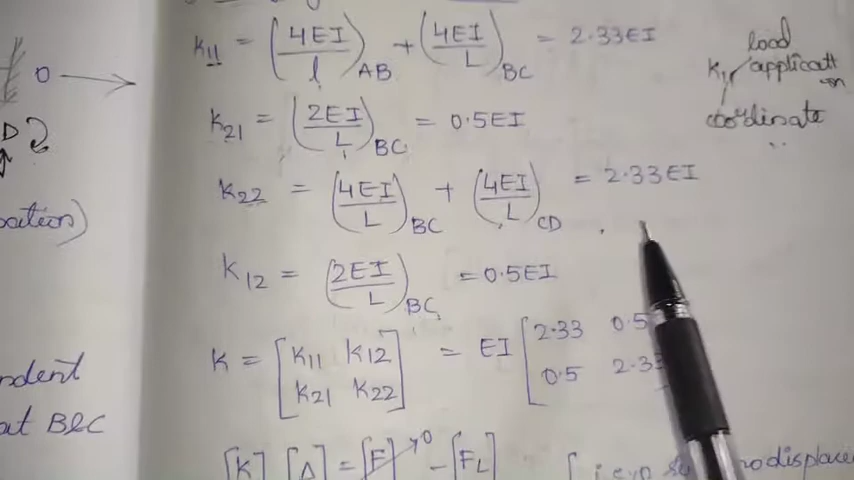 k11 = (4EI/l)AB + (4EI/L)BC = 2.33EI
load
k11 application
coordinate
D
k21 = (2EI/L)BC = 0.5EI
k22 = (4EI/L)BC + (4EI/L)CD = 2.33EI
k12 = (2EI/L)BC = 0.5EI
K = [k11 k12 = EI [2.33 0.5
k21 k22] 0.5 2.33
ndent
at B&C
[K] [Δ] = [F]→0 - [FL]